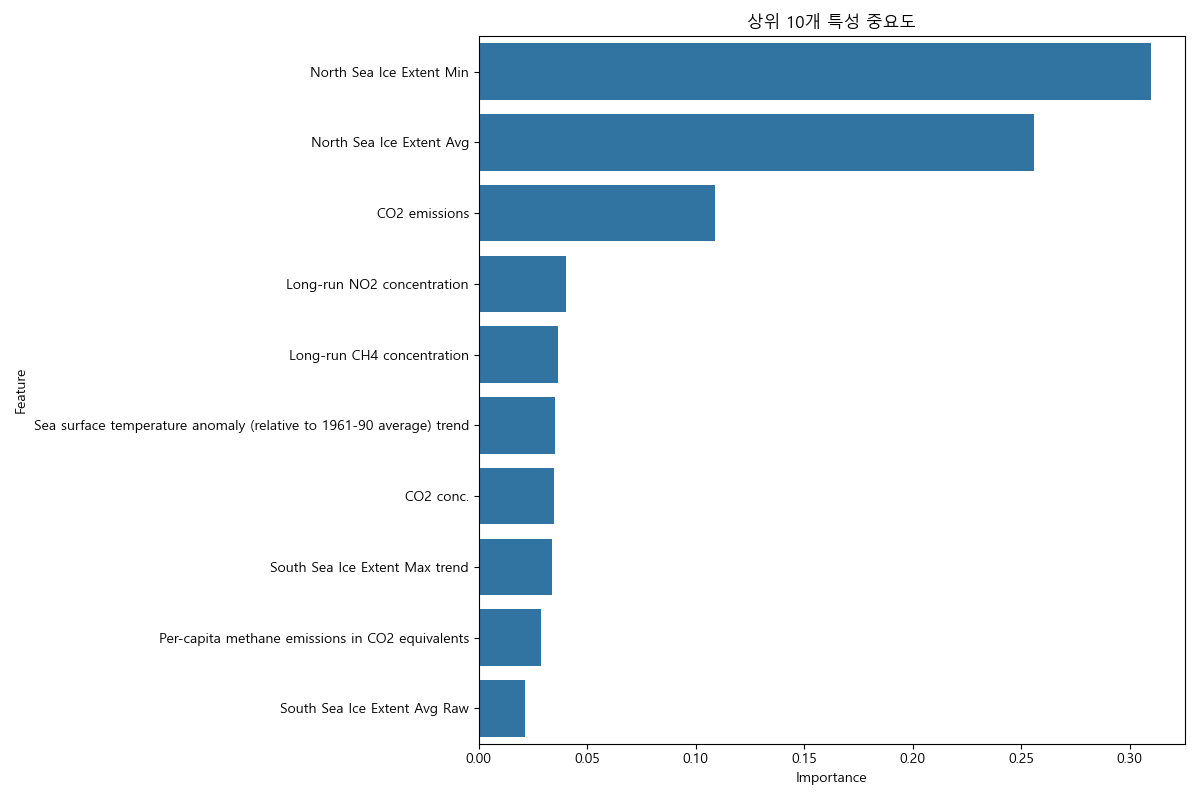 상위 10개 특성 중요도
North Sea Ice Extent Min
North Sea Ice Extent Avg
CO2 emissions
Long-run NO2 concentration
Long-run CH4 concentration
Sea surface temperature anomaly (relative to 1961-90 average) trend
CO2 conc.
South Sea Ice Extent Max trend
Per-capita methane emissions in CO2 equivalents
South Sea Ice Extent Avg Raw
Feature
0.00 0.05 0.10 0.15 0.20 0.25 0.30
Importance